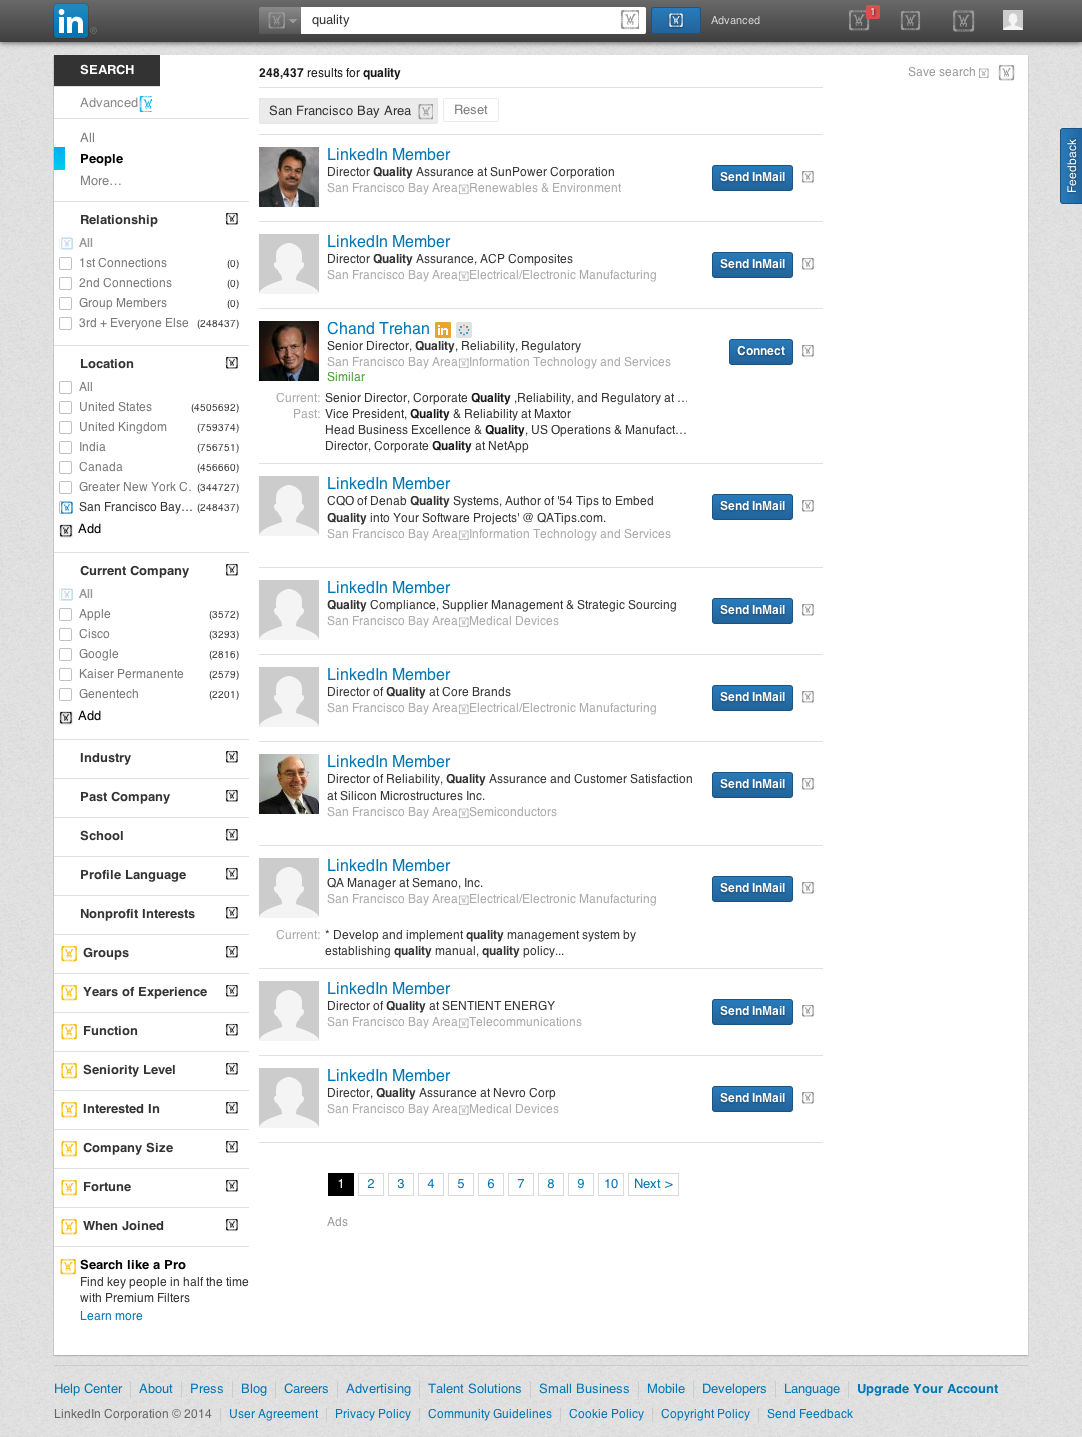 in ®
quality
Advanced
1
SEARCH
Advanced
All
People
More...
Relationship
All
1st Connections (0)
2nd Connections (0)
Group Members (0)
3rd + Everyone Else (248437)
Location
All
United States (4505692)
United Kingdom (759374)
India (756751)
Canada (456660)
Greater New York C. (344727)
San Francisco Bay... (248437)
Add
Current Company
All
Apple (3572)
Cisco (3293)
Google (2816)
Kaiser Permanente (2579)
Genentech (2201)
Add
Industry
Past Company
School
Profile Language
Nonprofit Interests
Groups
Years of Experience
Function
Seniority Level
Interested In
Company Size
Fortune
When Joined
Search like a Pro
Find key people in half the time
with Premium Filters
Learn more
248,437 results for quality
Save search
San Francisco Bay Area
Reset
LinkedIn Member
Director Quality Assurance at SunPower Corporation
San Francisco Bay Area Renewables & Environment
Send InMail
LinkedIn Member
Director Quality Assurance, ACP Composites
San Francisco Bay Area Electrical/Electronic Manufacturing
Send InMail
Chand Trehan in
Senior Director, Quality, Reliability, Regulatory
San Francisco Bay Area Information Technology and Services
Similar
Connect
Current: Senior Director, Corporate Quality ,Reliability, and Regulatory at ...
Past: Vice President, Quality & Reliability at Maxtor
Head Business Excellence & Quality, US Operations & Manufact...
Director, Corporate Quality at NetApp
LinkedIn Member
CQO of Denab Quality Systems, Author of '54 Tips to Embed
Quality into Your Software Projects' @ QATips.com.
San Francisco Bay Area Information Technology and Services
Send InMail
LinkedIn Member
Quality Compliance, Supplier Management & Strategic Sourcing
San Francisco Bay Area Medical Devices
Send InMail
LinkedIn Member
Director of Quality at Core Brands
San Francisco Bay Area Electrical/Electronic Manufacturing
Send InMail
LinkedIn Member
Director of Reliability, Quality Assurance and Customer Satisfaction
at Silicon Microstructures Inc.
San Francisco Bay Area Semiconductors
Send InMail
LinkedIn Member
QA Manager at Semano, Inc.
San Francisco Bay Area Electrical/Electronic Manufacturing
Send InMail
Current: * Develop and implement quality management system by
establishing quality manual, quality policy...
LinkedIn Member
Director of Quality at SENTIENT ENERGY
San Francisco Bay Area Telecommunications
Send InMail
LinkedIn Member
Director, Quality Assurance at Nevro Corp
San Francisco Bay Area Medical Devices
Send InMail
1 2 3 4 5 6 7 8 9 10 Next >
Ads
Feedback
Help Center About Press Blog Careers Advertising Talent Solutions Small Business Mobile Developers Language Upgrade Your Account
LinkedIn Corporation © 2014 User Agreement Privacy Policy Community Guidelines Cookie Policy Copyright Policy Send Feedback